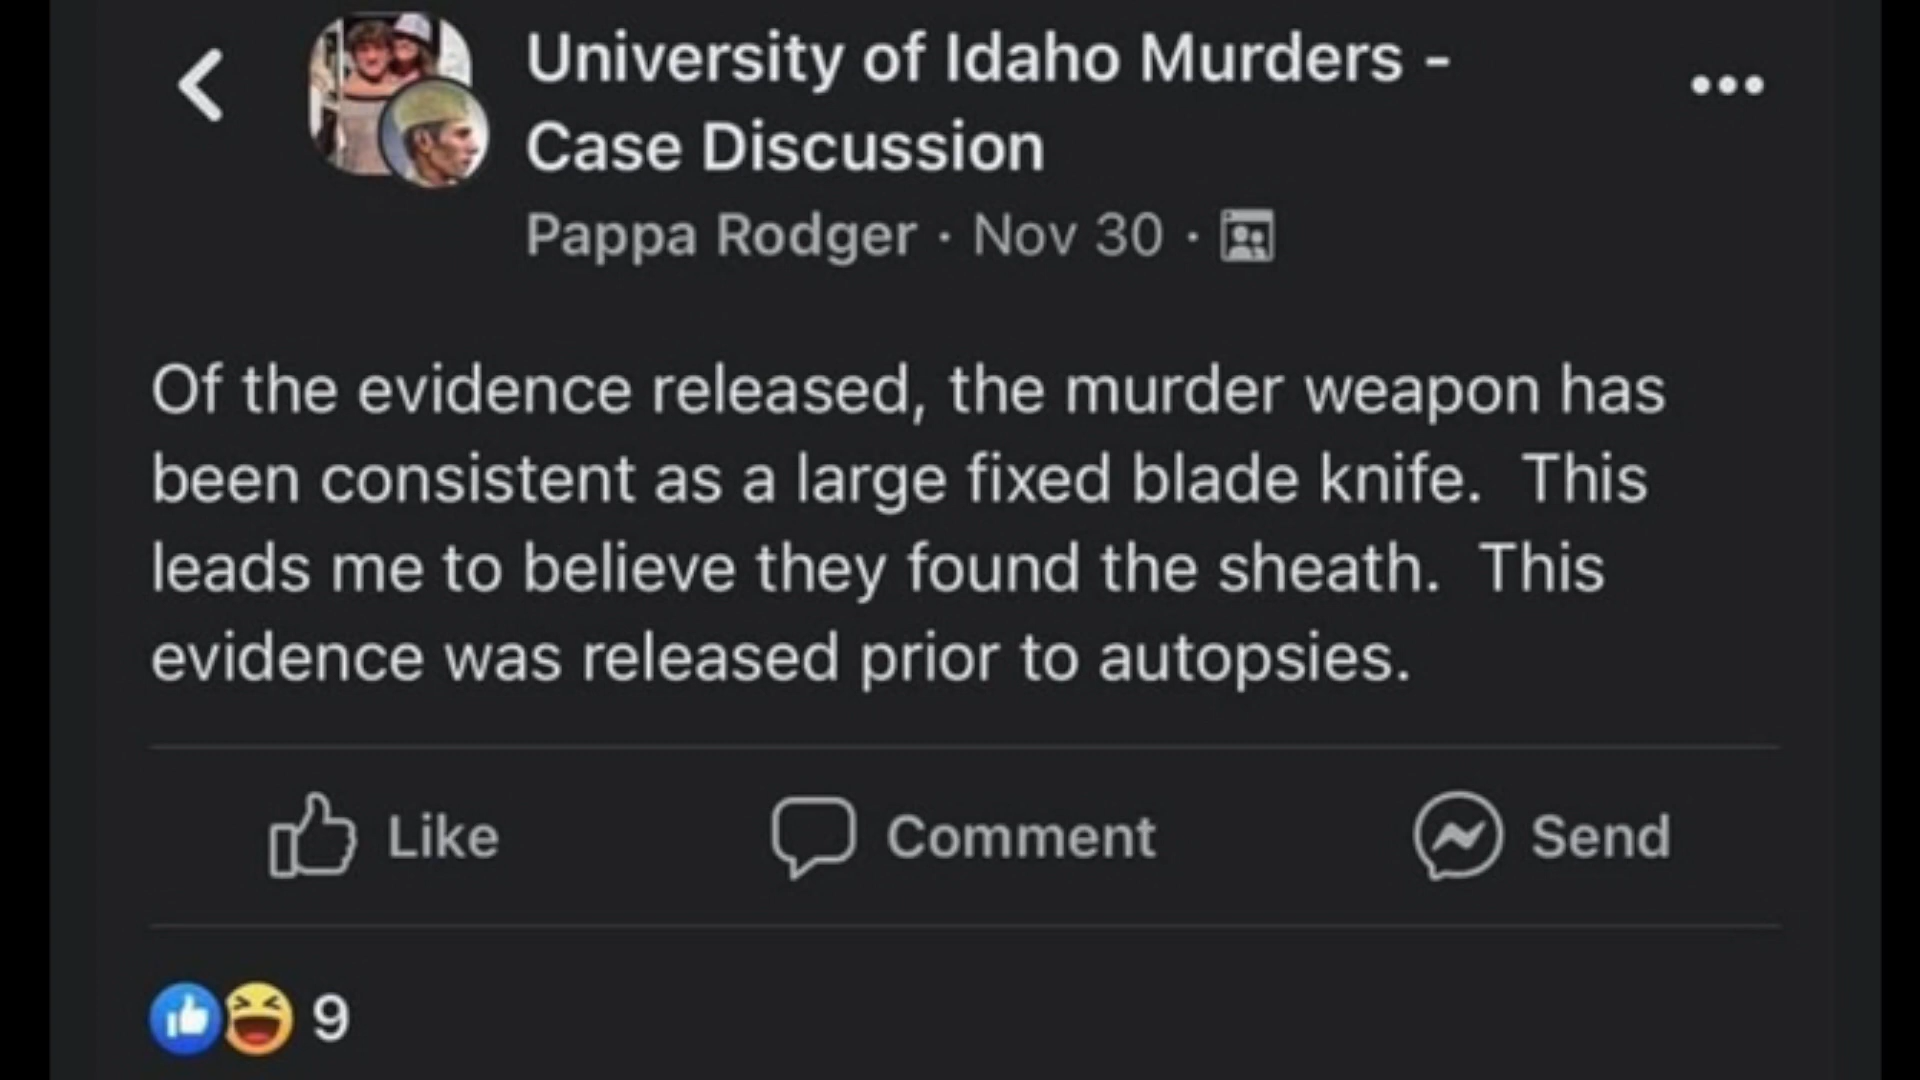 University of Idaho Murders -
Case Discussion
Pappa Rodger · Nov 30 ·
Of the evidence released, the murder weapon has
been consistent as a large fixed blade knife.  This
leads me to believe they found the sheath.  This
evidence was released prior to autopsies.
Like Comment Send
9